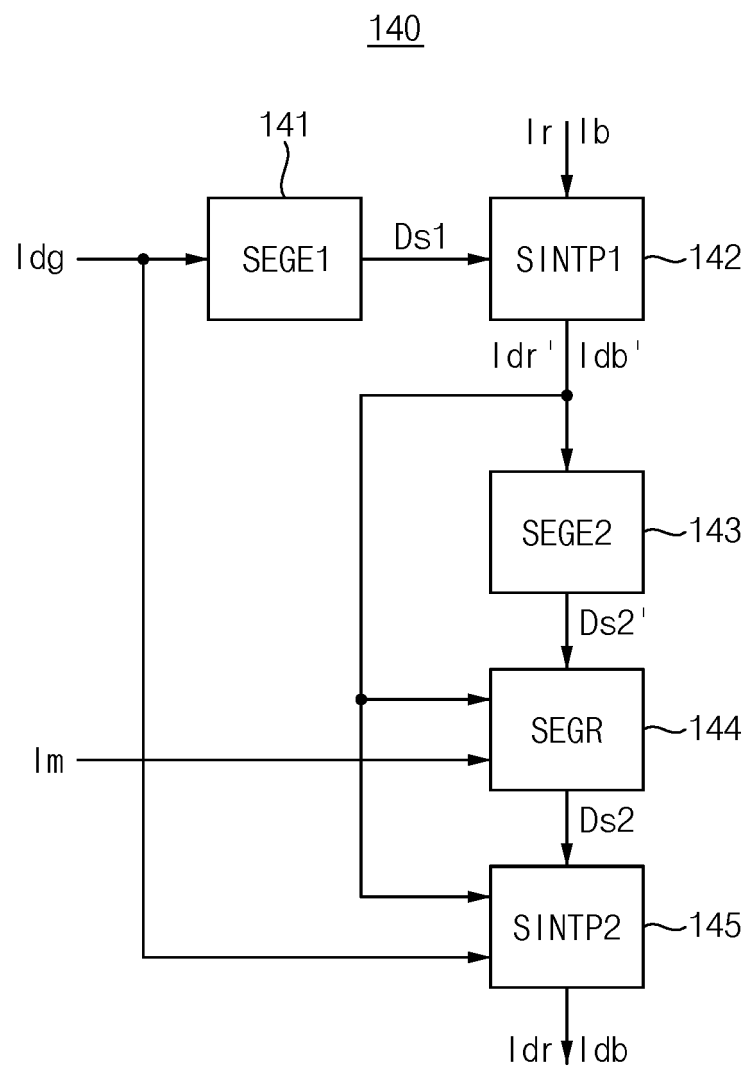 140
141
Ir Ib
Idg
SEGE1
Ds1
SINTP1
142
Idr' Idb'
SEGE2
143
Ds2'
SEGR
144
Im
Ds2
SINTP2
145
Idr Idb